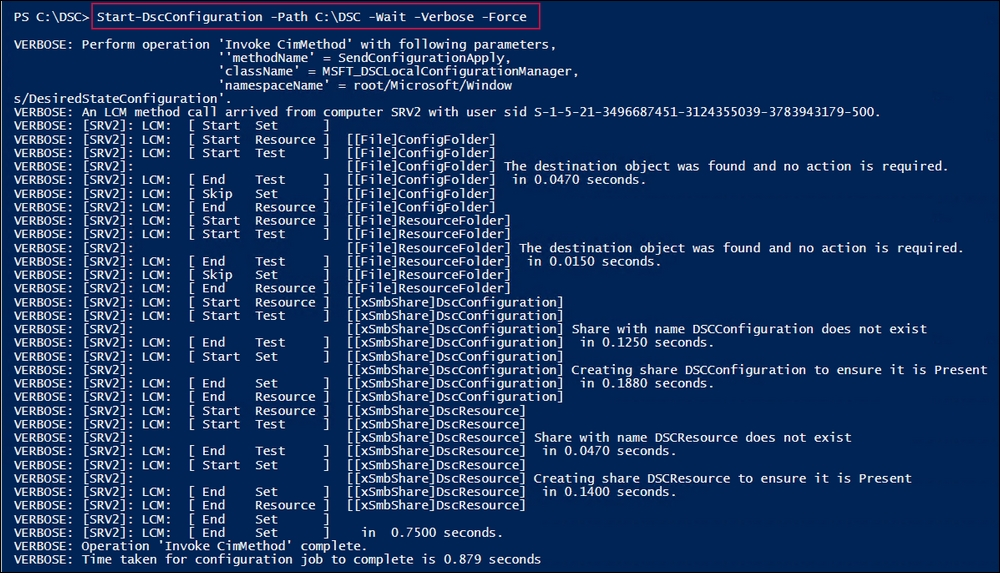 PS C:\DSC> Start-DscConfiguration -Path C:\DSC -Wait -Verbose -Force
VERBOSE: Perform operation 'Invoke CimMethod' with following parameters,
''methodName' = SendConfigurationApply,
'className' = MSFT_DSCLocalConfigurationManager,
'namespaceName' = root/Microsoft/Window
s/DesiredStateConfiguration'.
VERBOSE: An LCM method call arrived from computer SRV2 with user sid S-1-5-21-3496687451-3124355039-3783943179-500.
VERBOSE: [SRV2]: LCM:  [ Start  Set      ]
VERBOSE: [SRV2]: LCM:  [ Start  Resource ]  [[File]ConfigFolder]
VERBOSE: [SRV2]: LCM:  [ Start  Test     ]  [[File]ConfigFolder]
VERBOSE: [SRV2]:                            [[File]ConfigFolder] The destination object was found and no action is required.
VERBOSE: [SRV2]: LCM:  [ End    Test     ]  [[File]ConfigFolder]  in 0.0470 seconds.
VERBOSE: [SRV2]: LCM:  [ Skip   Set      ]  [[File]ConfigFolder]
VERBOSE: [SRV2]: LCM:  [ End    Resource ]  [[File]ConfigFolder]
VERBOSE: [SRV2]: LCM:  [ Start  Resource ]  [[File]ResourceFolder]
VERBOSE: [SRV2]: LCM:  [ Start  Test     ]  [[File]ResourceFolder]
VERBOSE: [SRV2]:                            [[File]ResourceFolder] The destination object was found and no action is required.
VERBOSE: [SRV2]: LCM:  [ End    Test     ]  [[File]ResourceFolder]  in 0.0150 seconds.
VERBOSE: [SRV2]: LCM:  [ Skip   Set      ]  [[File]ResourceFolder]
VERBOSE: [SRV2]: LCM:  [ End    Resource ]  [[File]ResourceFolder]
VERBOSE: [SRV2]: LCM:  [ Start  Resource ]  [[xSmbShare]DscConfiguration]
VERBOSE: [SRV2]: LCM:  [ Start  Test     ]  [[xSmbShare]DscConfiguration]
VERBOSE: [SRV2]:                            [[xSmbShare]DscConfiguration] Share with name DSCConfiguration does not exist
VERBOSE: [SRV2]: LCM:  [ End    Test     ]  [[xSmbShare]DscConfiguration]  in 0.1250 seconds.
VERBOSE: [SRV2]: LCM:  [ Start  Set      ]  [[xSmbShare]DscConfiguration]
VERBOSE: [SRV2]:                            [[xSmbShare]DscConfiguration] Creating share DSCConfiguration to ensure it is Present
VERBOSE: [SRV2]: LCM:  [ End    Set      ]  [[xSmbShare]DscConfiguration]  in 0.1880 seconds.
VERBOSE: [SRV2]: LCM:  [ End    Resource ]  [[xSmbShare]DscConfiguration]
VERBOSE: [SRV2]: LCM:  [ Start  Resource ]  [[xSmbShare]DscResource]
VERBOSE: [SRV2]: LCM:  [ Start  Test     ]  [[xSmbShare]DscResource]
VERBOSE: [SRV2]:                            [[xSmbShare]DscResource] Share with name DSCResource does not exist
VERBOSE: [SRV2]: LCM:  [ End    Test     ]  [[xSmbShare]DscResource]  in 0.0470 seconds.
VERBOSE: [SRV2]: LCM:  [ Start  Set      ]  [[xSmbShare]DscResource]
VERBOSE: [SRV2]:                            [[xSmbShare]DscResource] Creating share DSCResource to ensure it is Present
VERBOSE: [SRV2]: LCM:  [ End    Set      ]  [[xSmbShare]DscResource]  in 0.1400 seconds.
VERBOSE: [SRV2]: LCM:  [ End    Resource ]  [[xSmbShare]DscResource]
VERBOSE: [SRV2]: LCM:  [ End    Set      ]
VERBOSE: [SRV2]: LCM:  [ End    Set      ]    in  0.7500 seconds.
VERBOSE: Operation 'Invoke CimMethod' complete.
VERBOSE: Time taken for configuration job to complete is 0.879 seconds